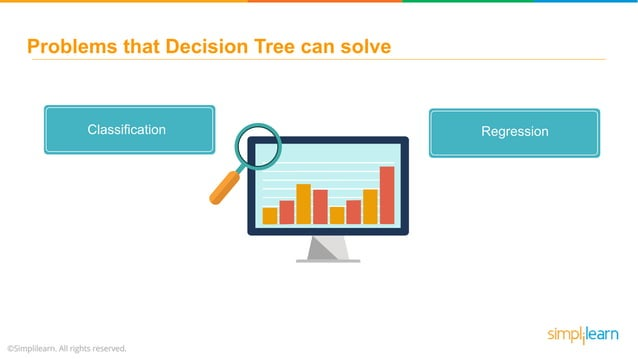 Problems that Decision Tree can solve
Classification
Regression
simplilearn
©Simplilearn. All rights reserved.